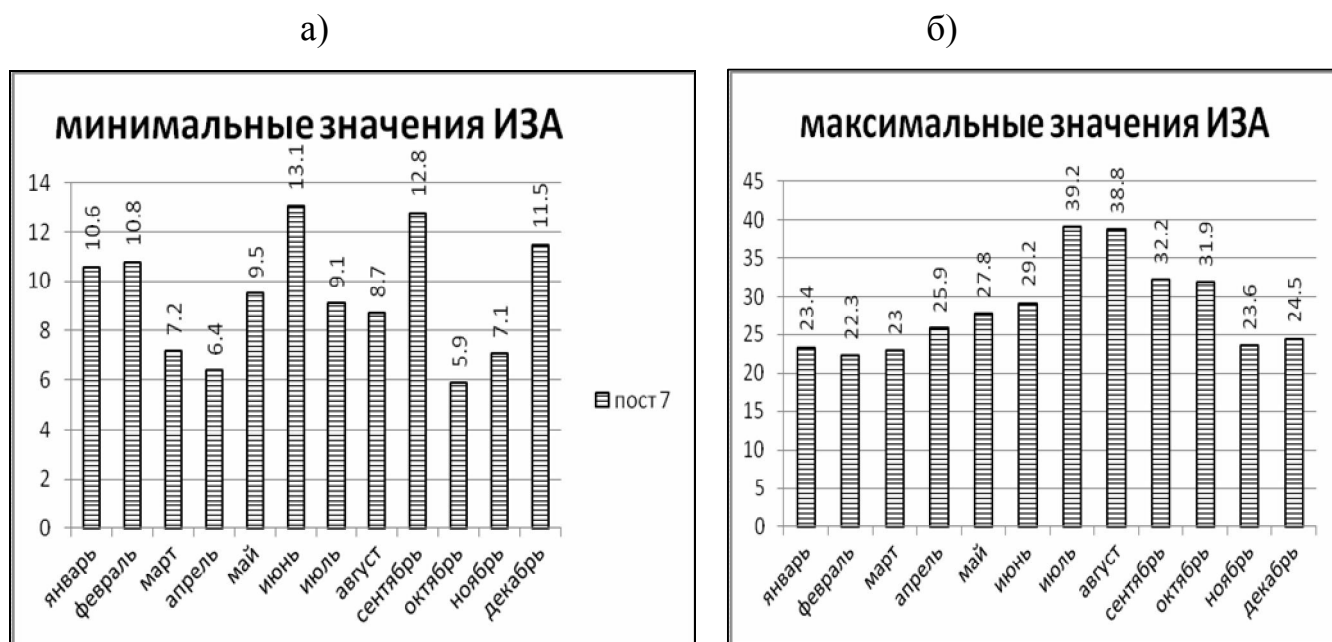 а)
б)
минимальные значения ИЗА
14
12
10
8
6
4
2
0
10.6
10.8
7.2
6.4
9.5
13.1
9.1
8.7
12.8
5.9
7.1
11.5
январь
февраль
март
апрель
май
июнь
июль
август
сентябрь
октябрь
ноябрь
декабрь
пост 7
максимальные значения ИЗА
45
40
35
30
25
20
15
10
5
0
23.4
22.3
23
25.9
27.8
29.2
39.2
38.8
32.2
31.9
23.6
24.5
январь
февраль
март
апрель
май
июнь
июль
август
сентябрь
октябрь
ноябрь
декабрь